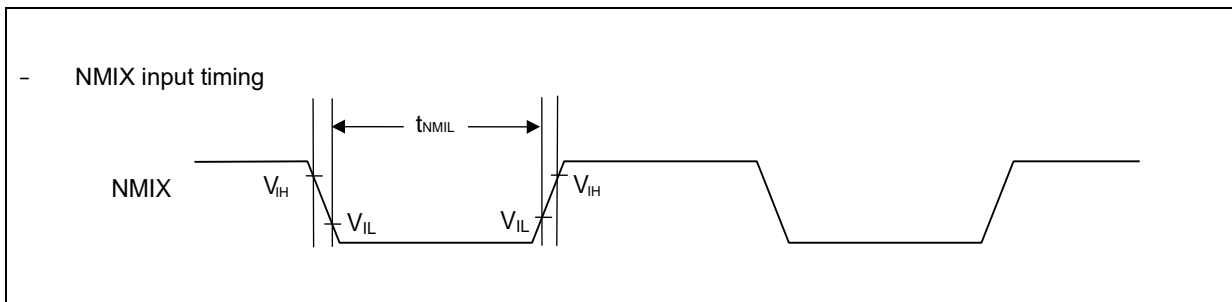 – NMIX input timing
tNMIL
NMIX
VIH
VIL
VIL
VIH